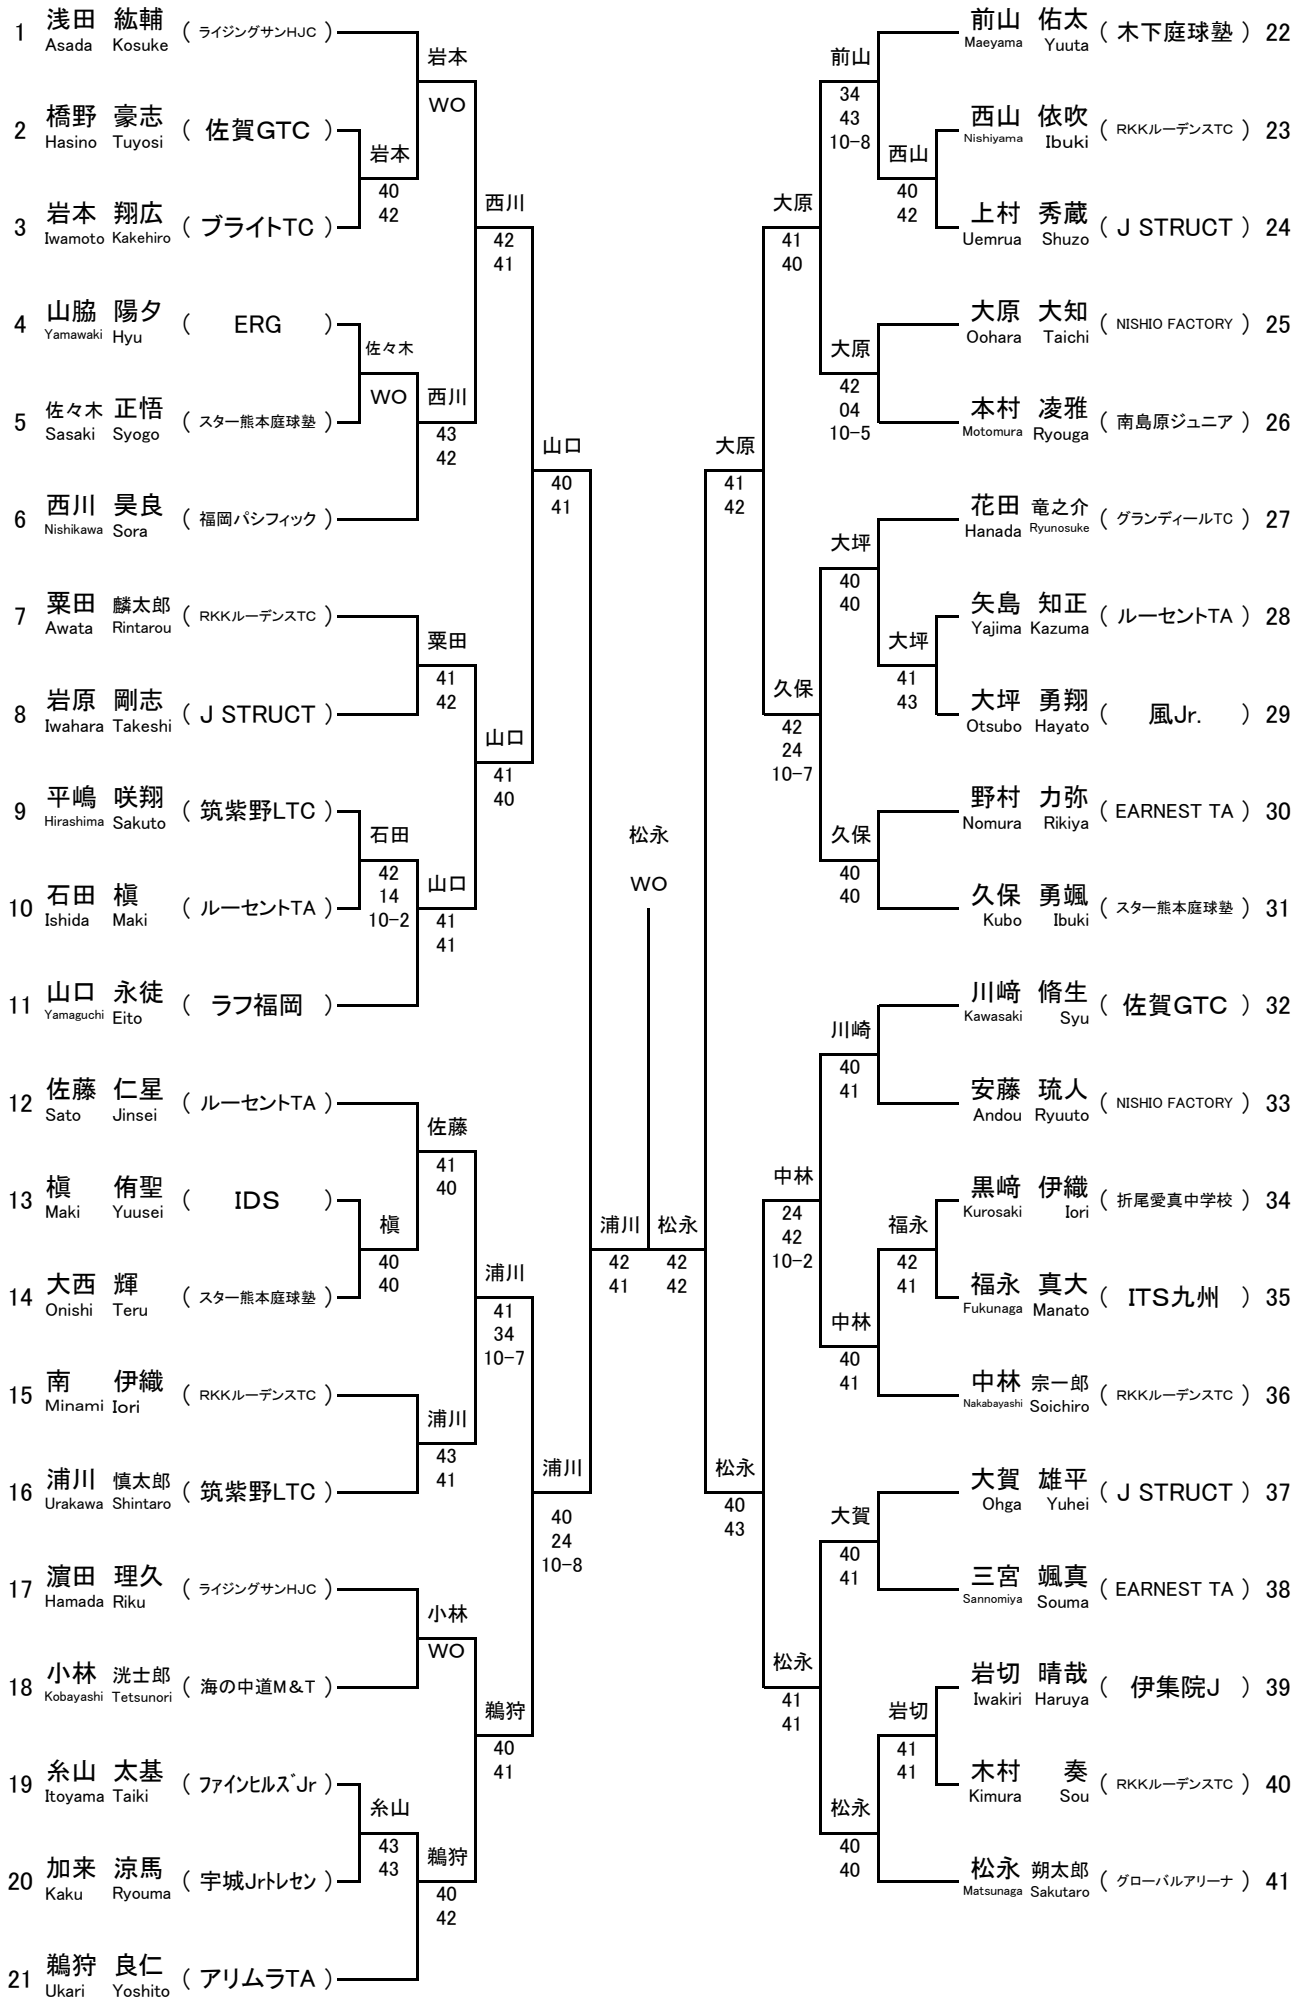 1 浅田 紘輔 ( ライジングサンHJC )
Asada Kosuke
岩本
WO
2 橋野 豪志 ( 佐賀GTC )
Hasino Tuyosi
岩本
40
42
3 岩本 翔広 ( ブライトTC )
Iwamoto Kakehiro
西川
42
41
4 山脇 陽夕 ( ERG )
Yamawaki Hyu
佐々木
WO
5 佐々木 正悟 ( スター熊本庭球塾 )
Sasaki Syogo
西川
43
42
6 西川 昊良 ( 福岡パシフィック )
Nishikawa Sora
山口
40
41
7 粟田 麟太郎 ( RKKルーデンスTC )
Awata Rintarou
粟田
41
42
8 岩原 剛志 ( J STRUCT )
Iwahara Takeshi
山口
41
40
9 平嶋 咲翔 ( 筑紫野LTC )
Hirashima Sakuto
石田
42
14
10-2
10 石田 槇 ( ルーセントTA )
Ishida Maki
山口
41
41
11 山口 永徒 ( ラフ福岡 )
Yamaguchi Eito
12 佐藤 仁星 ( ルーセントTA )
Sato Jinsei
佐藤
41
40
13 槇 侑聖 ( IDS )
Maki Yuusei
槇
40
40
14 大西 輝 ( スター熊本庭球塾 )
Onishi Teru
浦川
41
34
10-7
15 南 伊織 ( RKKルーデンスTC )
Minami Iori
浦川
43
41
16 浦川 慎太郎 ( 筑紫野LTC )
Urakawa Shintaro
浦川
40
24
10-8
17 濵田 理久 ( ライジングサンHJC )
Hamada Riku
小林
WO
18 小林 洸士郎 ( 海の中道M&T )
Kobayashi Tetsunori
鵜狩
40
41
19 糸山 太基 ( ファインヒルズJr )
Itoyama Taiki
糸山
43
43
20 加来 涼馬 ( 宇城Jrトレセン )
Kaku Ryouma
鵜狩
40
42
21 鵜狩 良仁 ( アリムラTA )
Ukari Yoshito
松永
WO
浦川
42
41
松永
42
42
前山 佑太 ( 木下庭球塾 ) 22
Maeyama Yuuta
前山
34
43
10-8
西山 依吹 ( RKKルーデンスTC ) 23
Nishiyama Ibuki
西山
40
42
上村 秀蔵 ( J STRUCT ) 24
Uemrua Shuzo
大原
41
40
大原 大知 ( NISHIO FACTORY ) 25
Oohara Taichi
大原
42
04
10-5
本村 凌雅 ( 南島原ジュニア ) 26
Motomura Ryouga
大原
41
42
花田 竜之介 ( グランディールTC ) 27
Hanada Ryunosuke
大坪
40
40
矢島 知正 ( ルーセントTA ) 28
Yajima Kazuma
大坪
41
43
大坪 勇翔 ( 風Jr. ) 29
Otsubo Hayato
久保
42
24
10-7
野村 力弥 ( EARNEST TA ) 30
Nomura Rikiya
久保
40
40
久保 勇颯 ( スター熊本庭球塾 ) 31
Kubo Ibuki
川﨑 脩生 ( 佐賀GTC ) 32
Kawasaki Syu
川崎
40
41
安藤 琉人 ( NISHIO FACTORY ) 33
Andou Ryuuto
中林
24
42
10-2
黒﨑 伊織 ( 折尾愛真中学校 ) 34
Kurosaki Iori
福永
42
41
福永 真大 ( ITS九州 ) 35
Fukunaga Manato
中林
40
41
中林 宗一郎 ( RKKルーデンスTC ) 36
Nakabayashi Soichiro
松永
40
43
大賀 雄平 ( J STRUCT ) 37
Ohga Yuhei
大賀
40
41
三宮 颯真 ( EARNEST TA ) 38
Sannomiya Souma
松永
41
41
岩切 晴哉 ( 伊集院J ) 39
Iwakiri Haruya
岩切
41
41
木村 奏 ( RKKルーデンスTC ) 40
Kimura Sou
松永
40
40
松永 朔太郎 ( グローバルアリーナ ) 41
Matsunaga Sakutaro